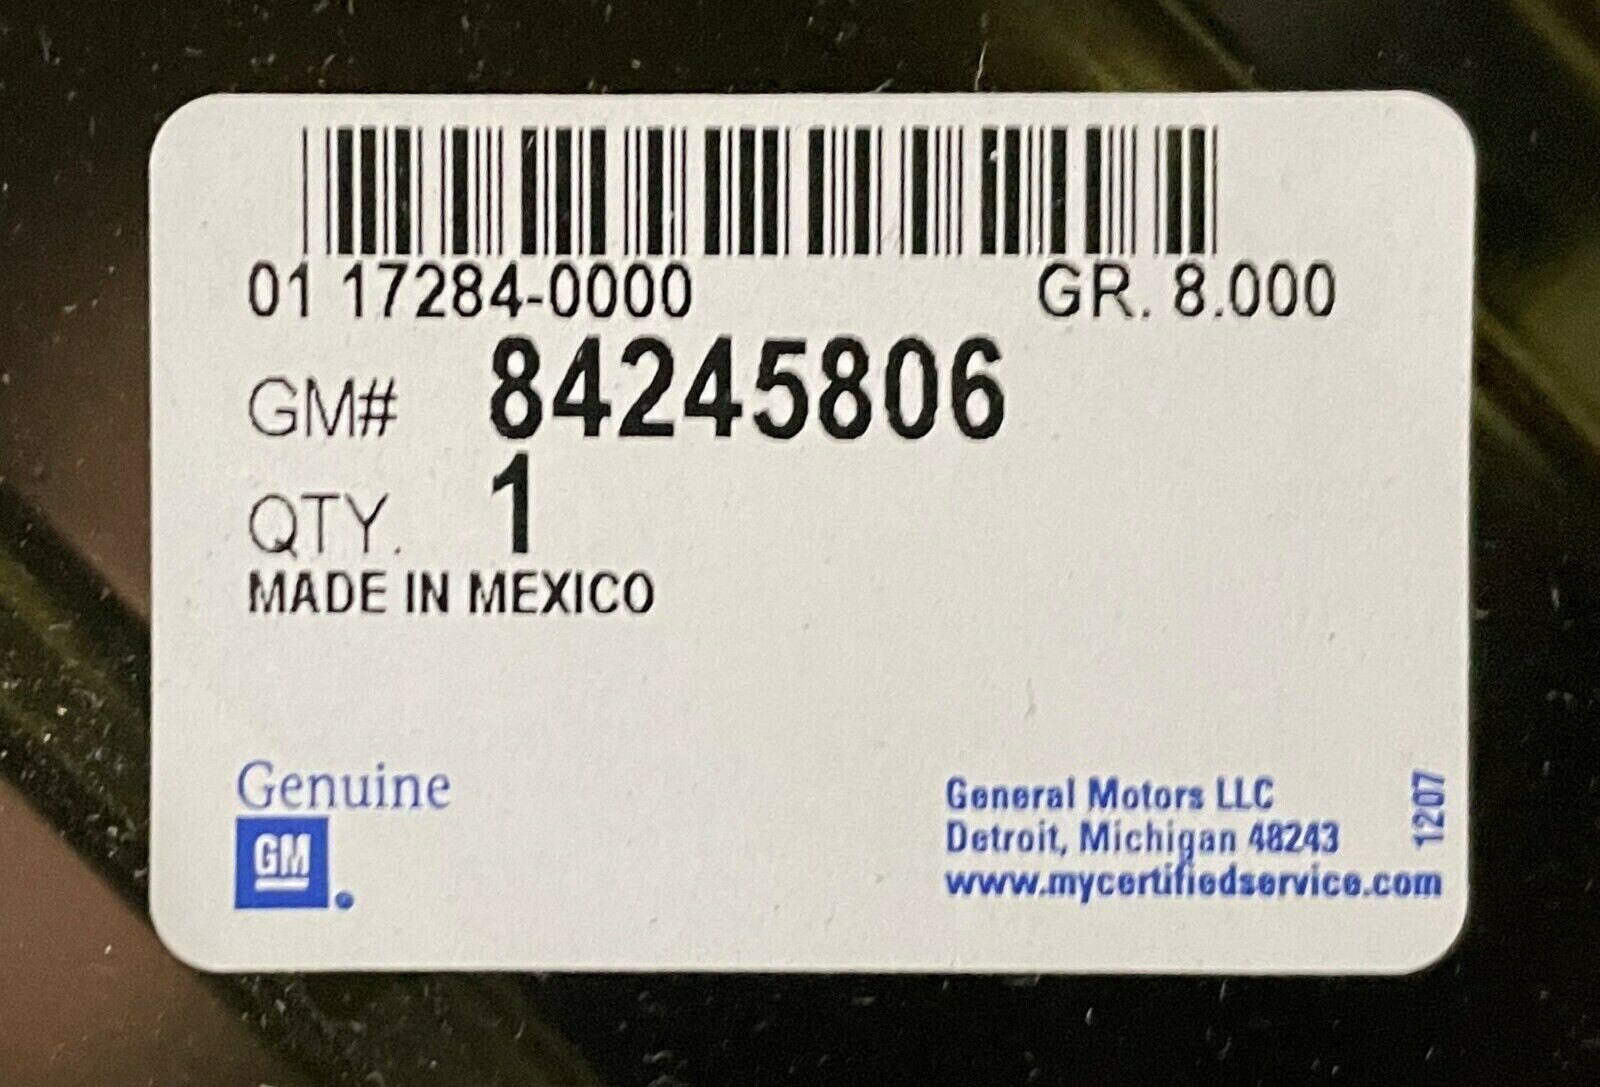 01 17284-0000 GR. 8.000
GM# 84245806
QTY. 1
MADE IN MEXICO
Genuine
GM
General Motors LLC
Detroit, Michigan 48243
www.mycertifiedservice.com
1207